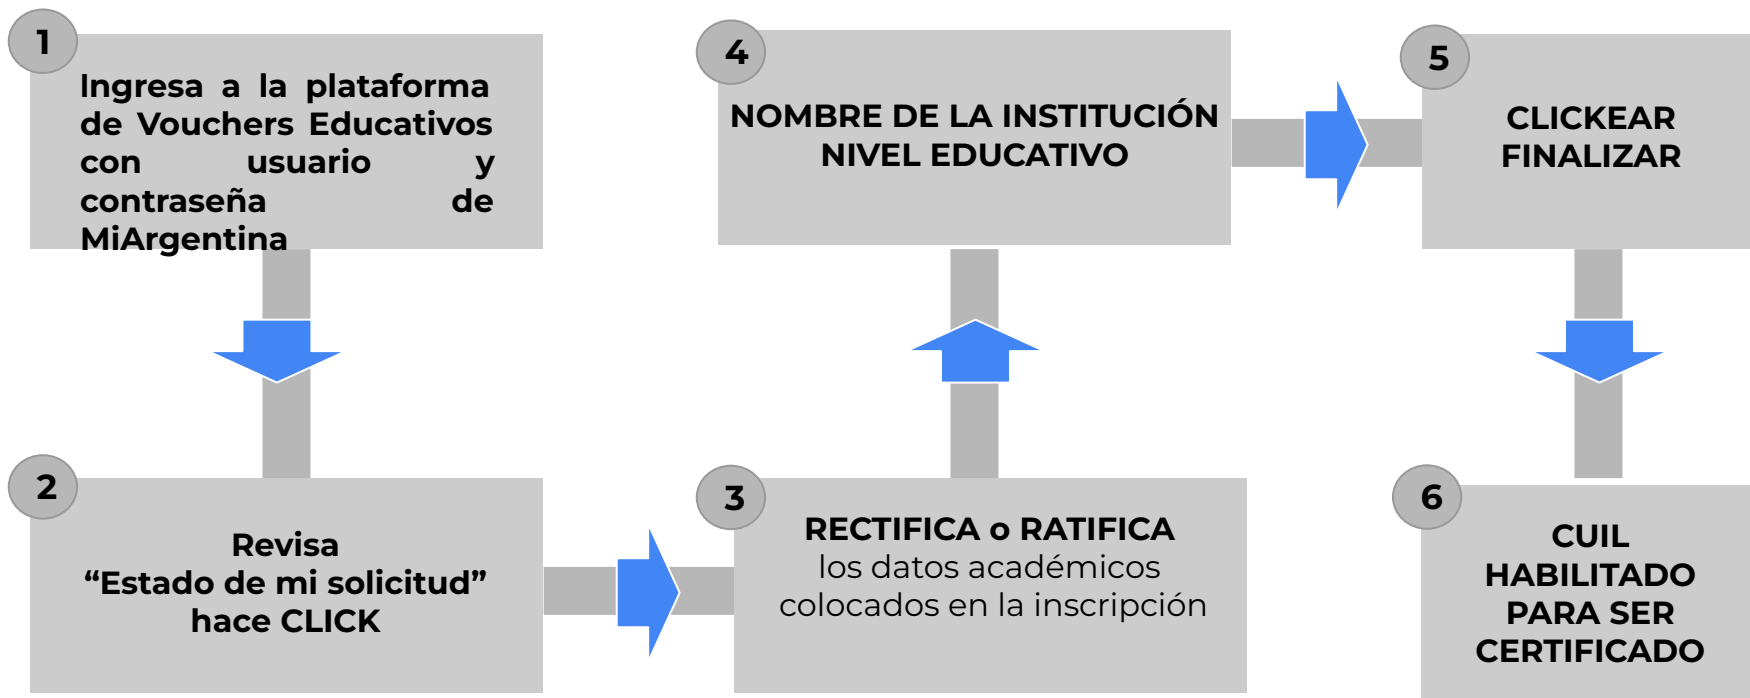 1
Ingresa a la plataforma
de Vouchers Educativos
con usuario y
contraseña de
MiArgentina
2
Revisa
“Estado de mi solicitud”
hace CLICK
3
RECTIFICA o RATIFICA
los datos académicos
colocados en la inscripción
4
NOMBRE DE LA INSTITUCIÓN
NIVEL EDUCATIVO
5
CLICKEAR
FINALIZAR
6
CUIL
HABILITADO
PARA SER
CERTIFICADO